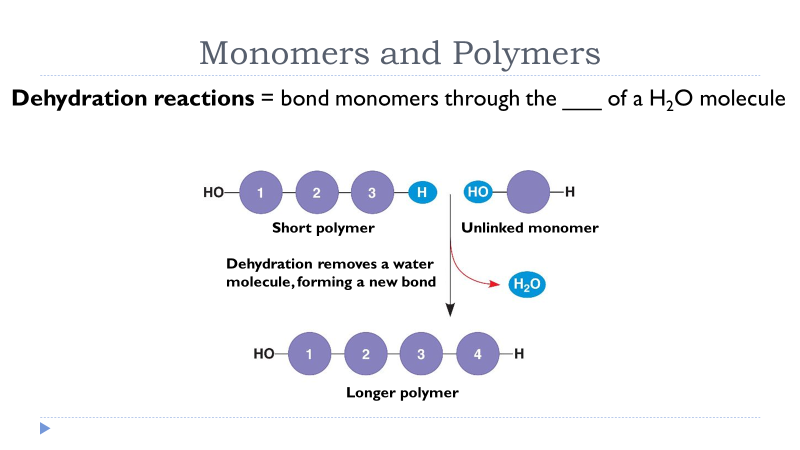 Monomers and Polymers
Dehydration reactions = bond monomers through the ___ of a H₂O molecule
HO 1 2 3 H HO H
Short polymer Unlinked monomer
Dehydration removes a water
molecule, forming a new bond
H₂O
HO 1 2 3 4 H
Longer polymer